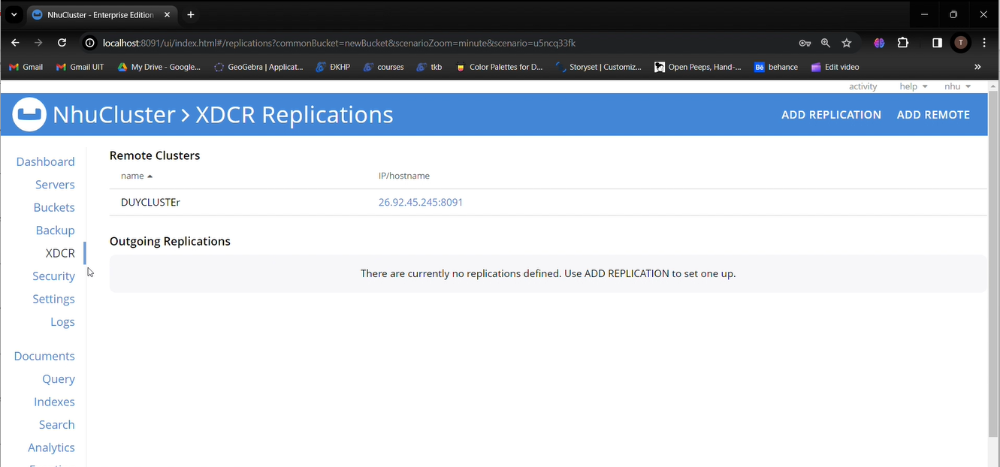 NhuCluster - Enterprise Edition
localhost:8091/ui/index.html#/replications?commonBucket=newBucket&scenarioZoom=minute&scenario=u5ncq33fk
T
Gmail Gmail UIT My Drive - Google... GeoGebra | Applicat... ĐKHP courses tkb Color Palettes for D... Storyset | Customiz... Open Peeps, Hand-... Bē behance Edit video »
activity help nhu
NhuCluster > XDCR Replications ADD REPLICATION ADD REMOTE
Dashboard
Servers
Buckets
Backup
XDCR
Security
Settings
Logs
Documents
Query
Indexes
Search
Analytics
Remote Clusters
name IP/hostname
DUYCLUSTEr 26.92.45.245:8091
Outgoing Replications
There are currently no replications defined. Use ADD REPLICATION to set one up.